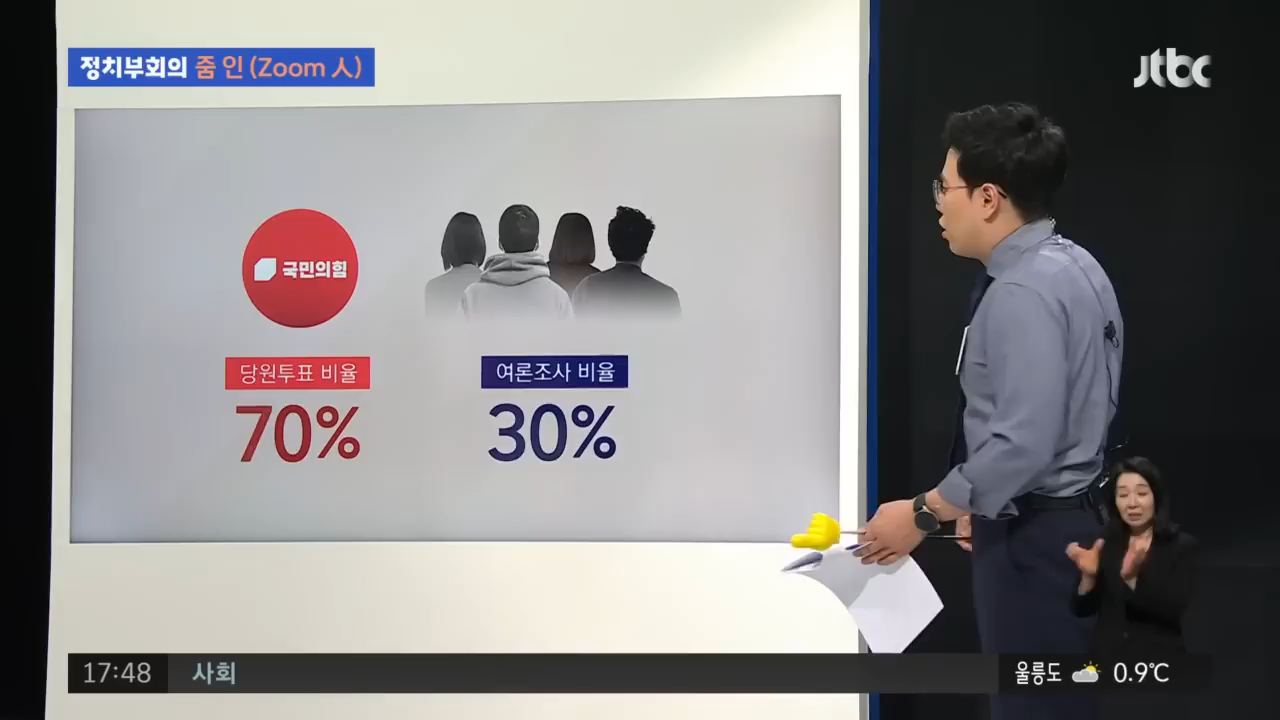 정치부회의 줌 인 (Zoom 人)
jtbc
국민의힘
당원투표 비율
70%
여론조사 비율
30%
17:48
사회
울릉도 0.9℃